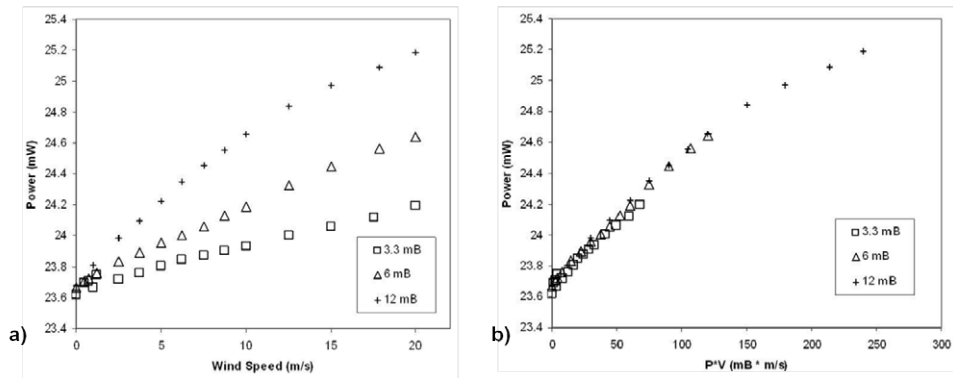 25.4
25.2
25
24.8
24.6
24.4
24.2
24
23.8
23.6
23.4
Power (mW)
0
5
10
15
20
Wind Speed (m/s)
3.3 mB
6 mB
12 mB
a)
25.4
25.2
25
24.8
24.6
24.4
24.2
24
23.8
23.6
23.4
Power (mW)
0
50
100
150
200
250
300
P*V (mB * m/s)
3.3 mB
6 mB
12 mB
b)